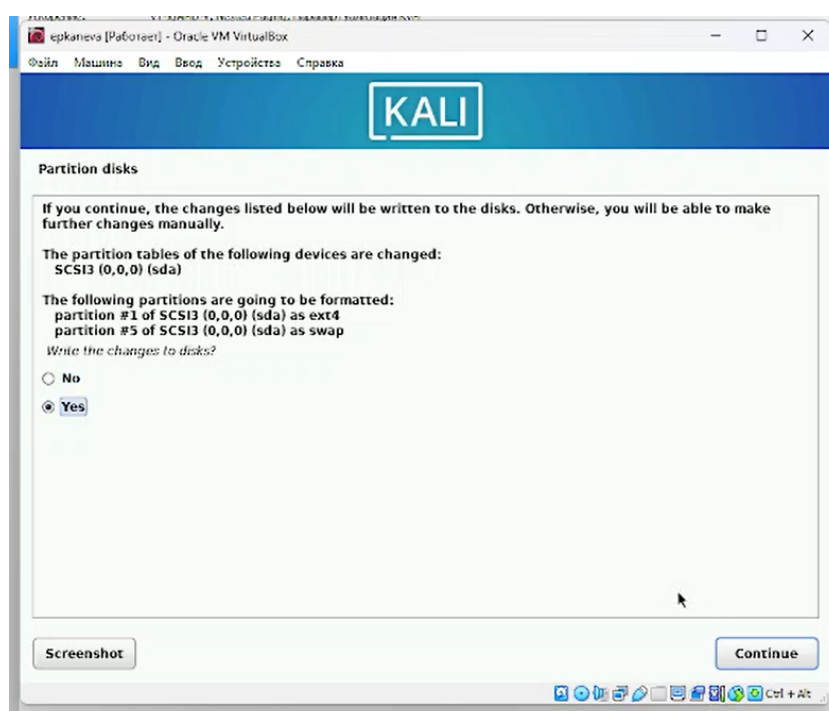 epkaneva [Работает] - Oracle VM VirtualBox
Файл Машина Вид Ввод Устройства Справка
KALI
Partition disks
If you continue, the changes listed below will be written to the disks. Otherwise, you will be able to make
further changes manually.
The partition tables of the following devices are changed:
SCSI3 (0,0,0) (sda)
The following partitions are going to be formatted:
partition #1 of SCSI3 (0,0,0) (sda) as ext4
partition #5 of SCSI3 (0,0,0) (sda) as swap
Write the changes to disks?
No
Yes
Screenshot
Continue
Ctrl + Alt